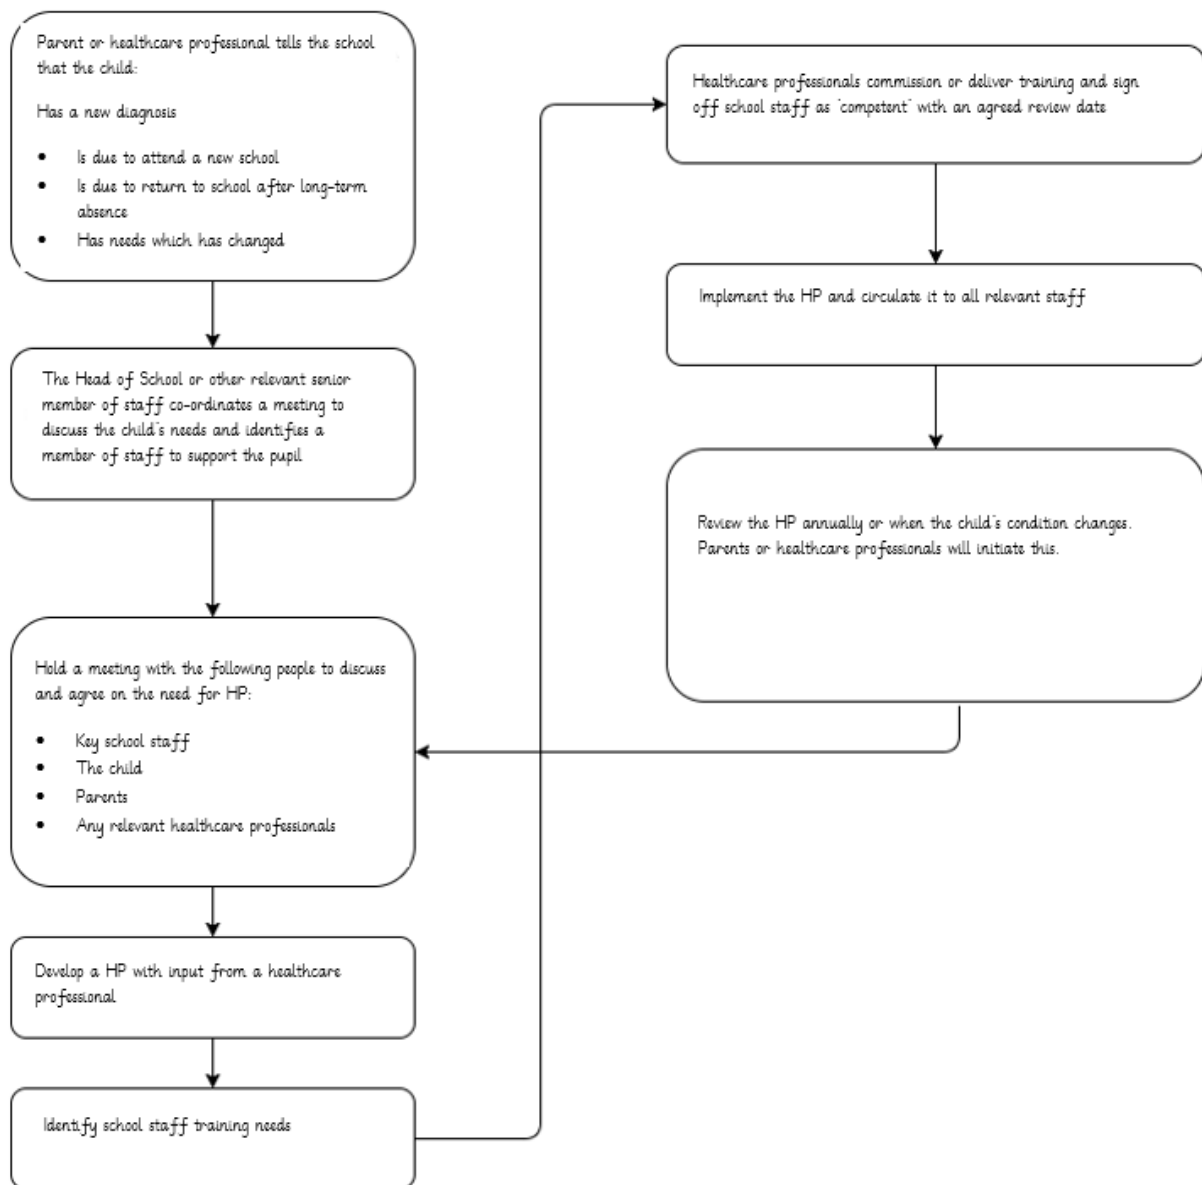 Parent or healthcare professional tells the school
that the child:
Has a new diagnosis
• Is due to attend a new school
• Is due to return to school after long-term
absence
• Has needs which has changed
The Head of School or other relevant senior
member of staff co-ordinates a meeting to
discuss the child's needs and identifies a
member of staff to support the pupil
Hold a meeting with the following people to discuss
and agree on the need for HP:
• Key school staff
• The child
• Parents
• Any relevant healthcare professionals
Develop a HP with input from a healthcare
professional
Identify school staff training needs
Healthcare professionals commission or deliver training and sign
off school staff as 'competent' with an agreed review date
Implement the HP and circulate it to all relevant staff
Review the HP annually or when the child's condition changes.
Parents or healthcare professionals will initiate this.